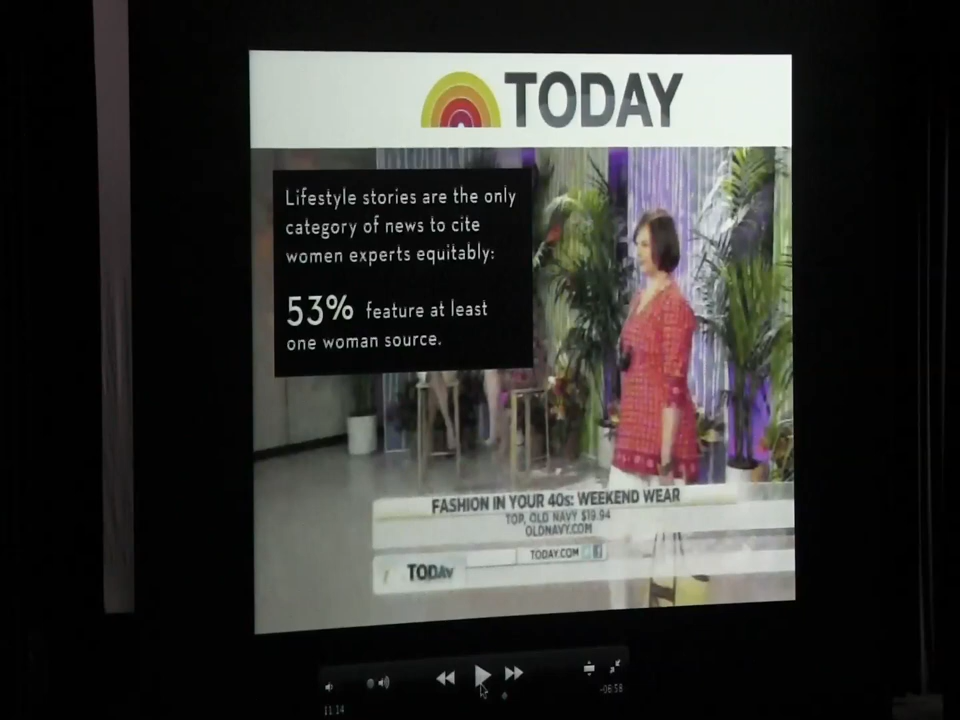 TODAY
Lifestyle stories are the only
category of news to cite
women experts equitably:
53% feature at least
one woman source.
FASHION IN YOUR 40s: WEEKEND WEAR
TOP, OLD NAVY $19.94
OLDNAVY.COM
TODAY.COM
TODAY
11:14
-06:58